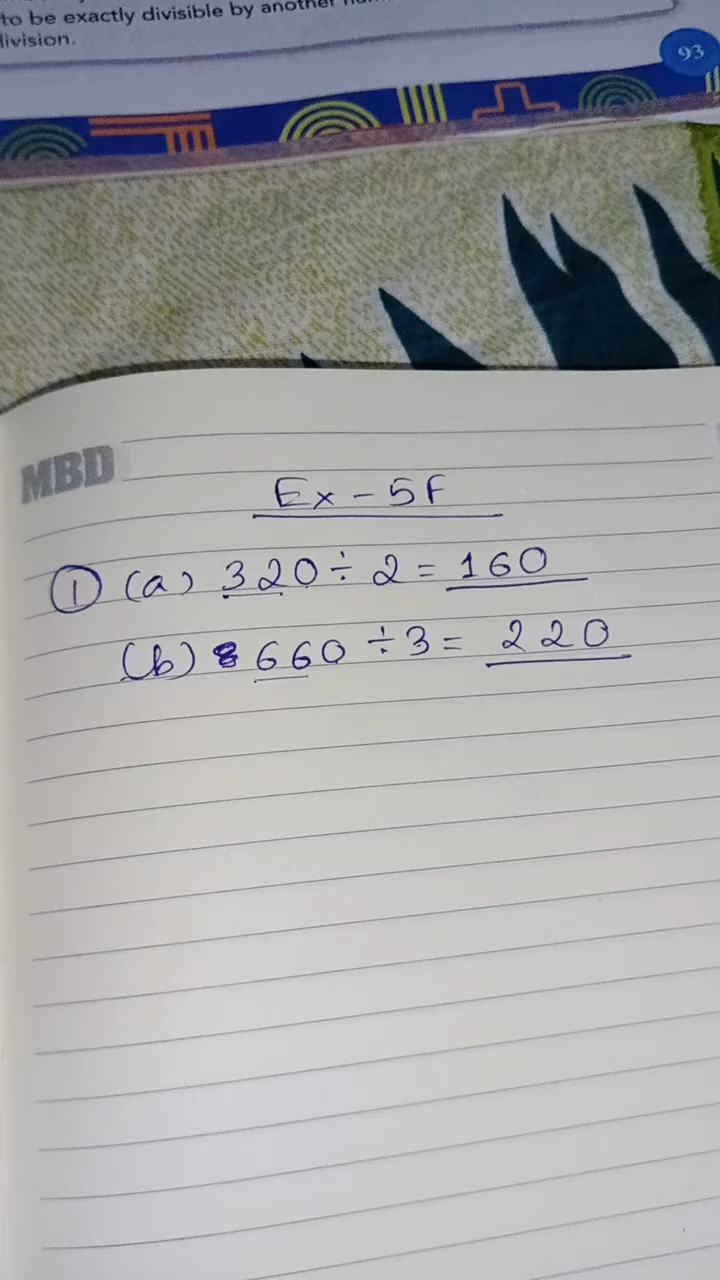 to be exactly divisible by another
division.
93
MBD
Ex - 5F
① (a) 320 ÷ 2 = 160
(b) 660 ÷ 3 = 220